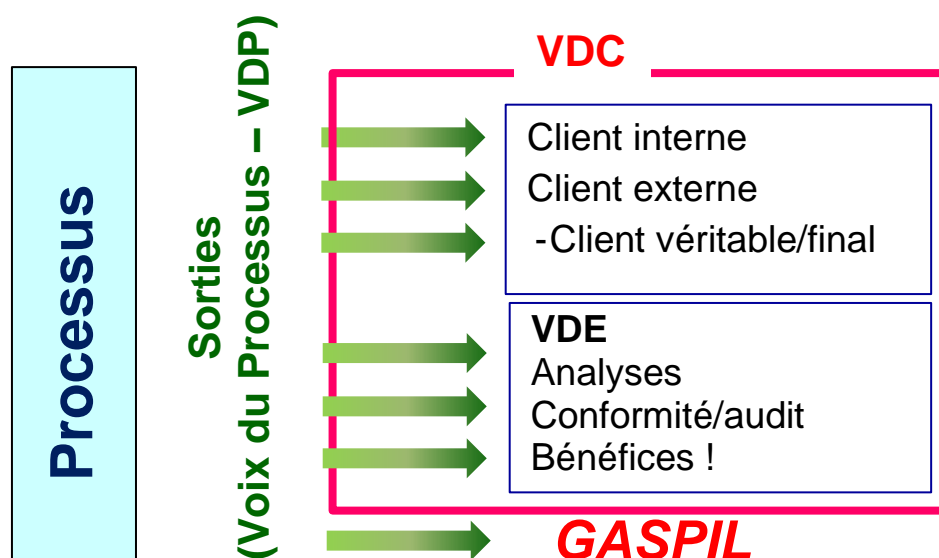 Processus
Sorties
(Voix du Processus – VDP)
VDC
Client interne
Client externe
-Client véritable/final
VDE
Analyses
Conformité/audit
Bénéfices !
GASPIL